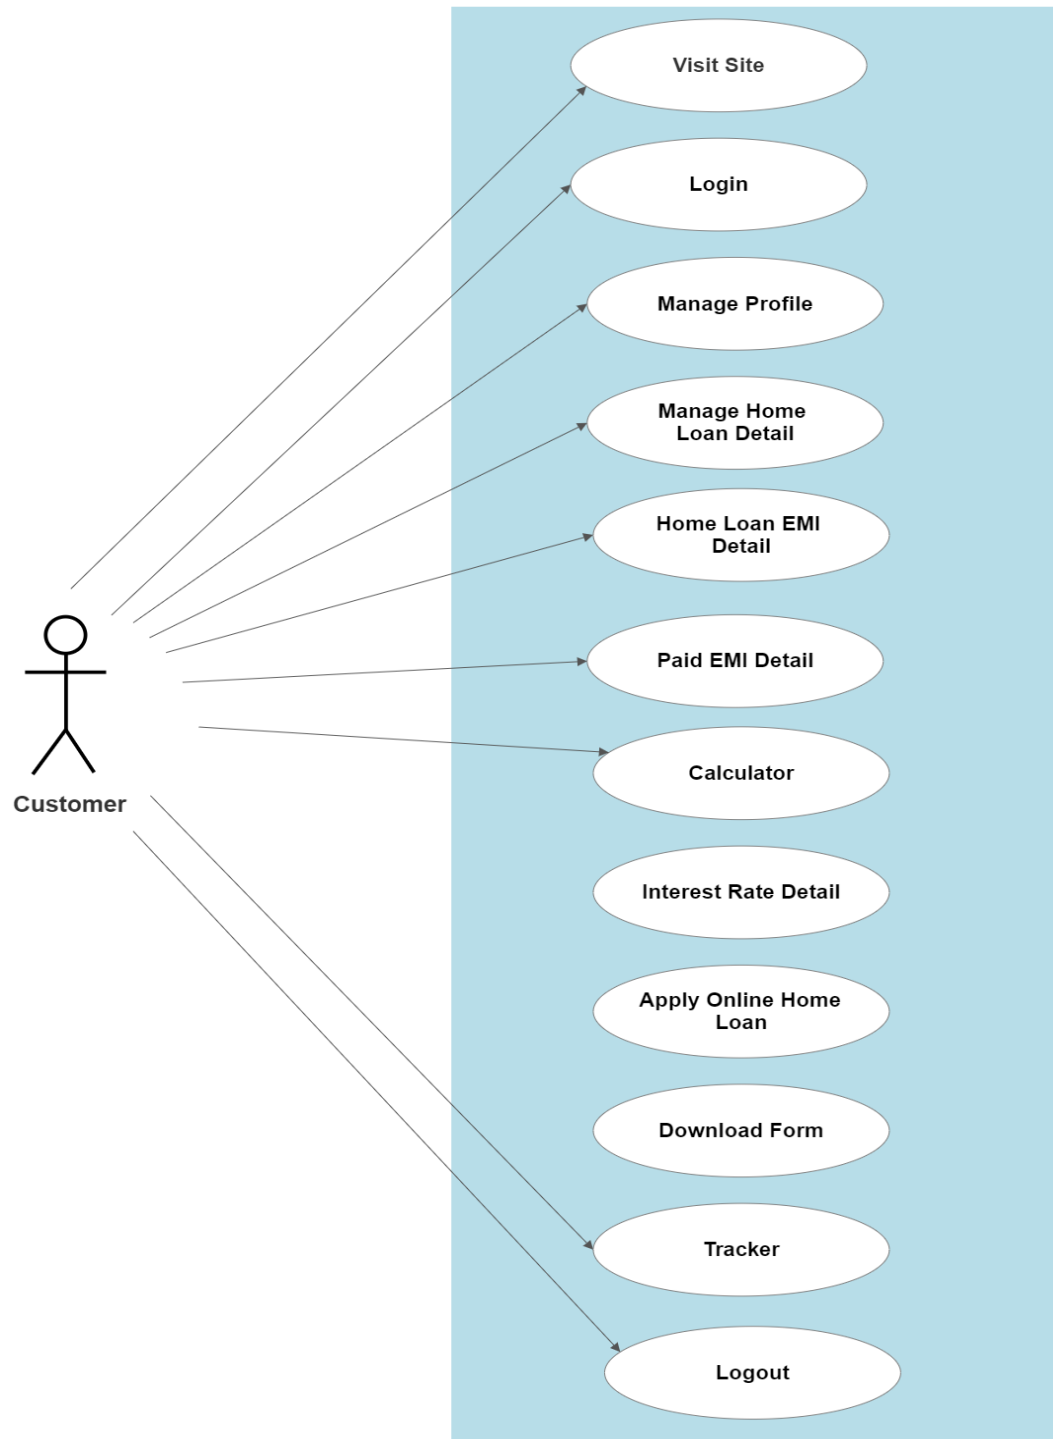 Visit Site
Login
Manage Profile
Manage Home
Loan Detail
Home Loan EMI
Detail
Paid EMI Detail
Calculator
Customer
Interest Rate Detail
Apply Online Home
Loan
Download Form
Tracker
Logout